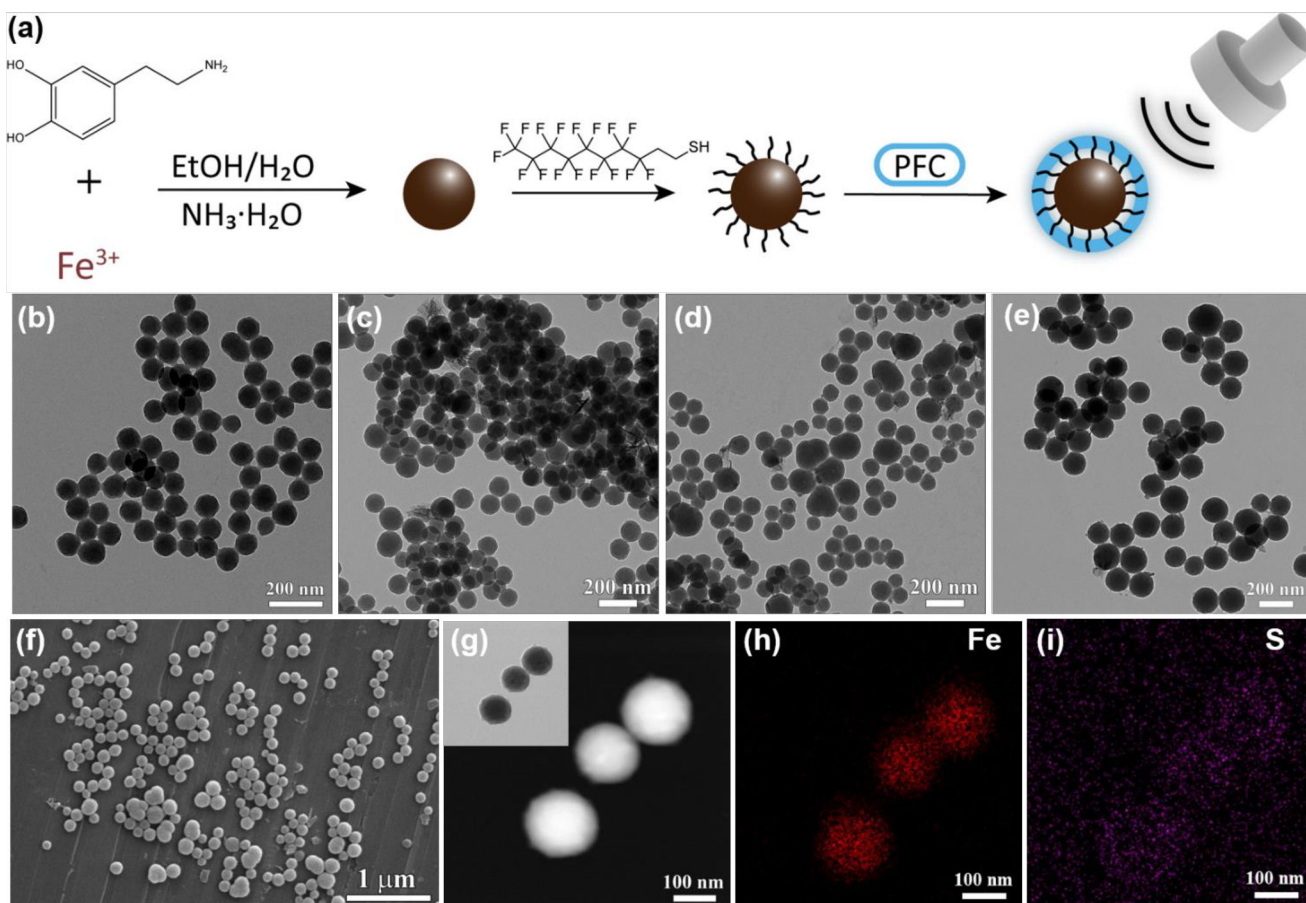 (a)
HO
HO
NH₂
+
Fe³⁺
EtOH/H₂O
NH₃·H₂O
F F F F F F F F
F
F F F F F F F F
SH
PFC
(b)
200 nm
(c)
200 nm
(d)
200 nm
(e)
200 nm
(f)
1 μm
(g)
100 nm
(h)
Fe
100 nm
(i)
S
100 nm